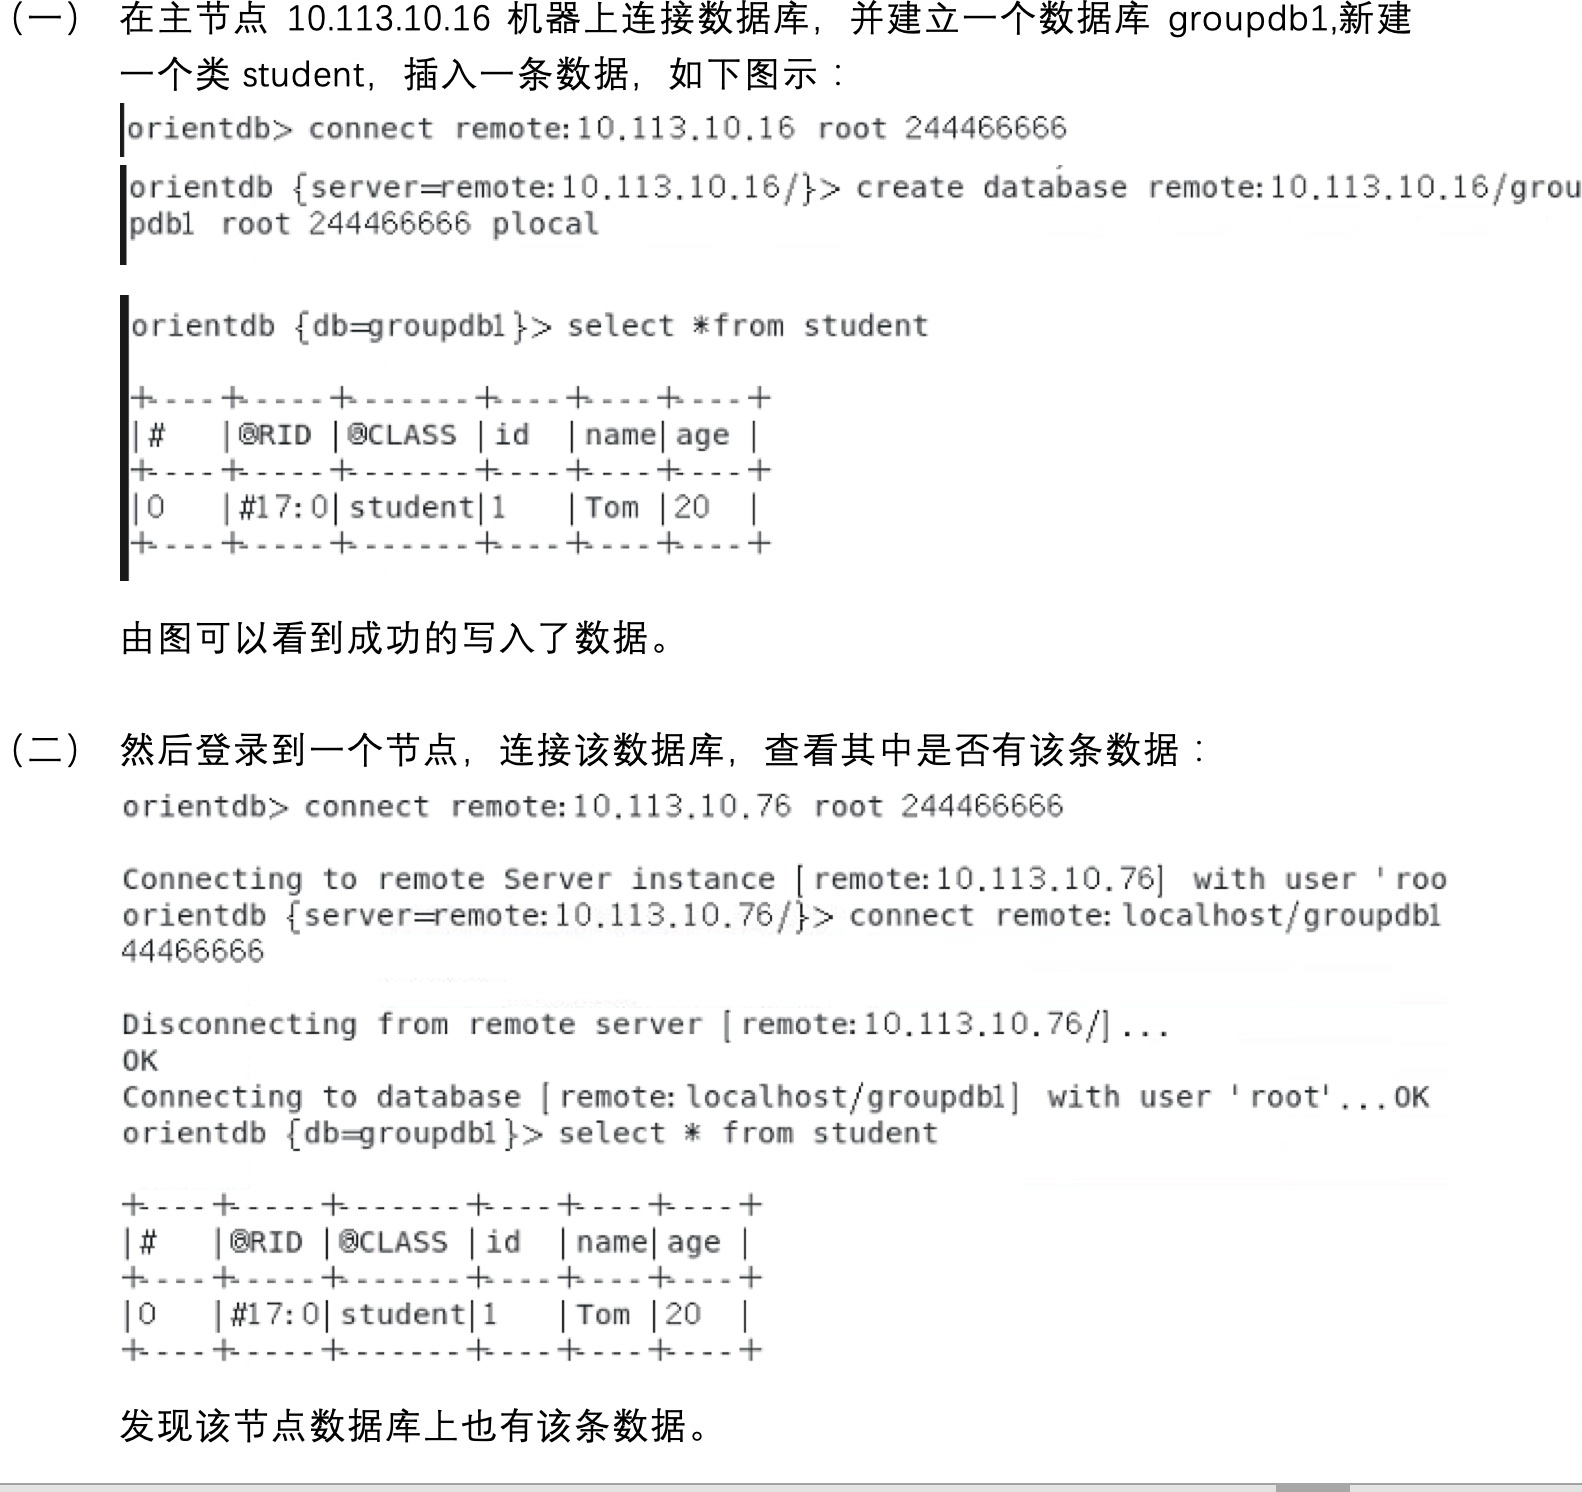 （一） 在主节点 10.113.10.16 机器上连接数据库，并建立一个数据库 groupdb1,新建
一个类 student，插入一条数据，如下图示：
orientdb> connect remote:10.113.10.16 root 244466666
orientdb {server=remote:10.113.10.16/}> create database remote:10.113.10.16/grou
pdb1 root 244466666 plocal
orientdb {db=groupdb1}> select *from student
+----+-----+-------+----+----+----+
|#   |@RID |@CLASS |id  |name|age |
+----+-----+-------+----+----+----+
|0   |#17:0|student|1   |Tom |20  |
+----+-----+-------+----+----+----+
由图可以看到成功的写入了数据。
（二） 然后登录到一个节点，连接该数据库，查看其中是否有该条数据：
orientdb> connect remote:10.113.10.76 root 244466666
Connecting to remote Server instance [remote:10.113.10.76] with user 'roo
orientdb {server=remote:10.113.10.76/}> connect remote:localhost/groupdb1
44466666
Disconnecting from remote server [remote:10.113.10.76/]...
OK
Connecting to database [remote:localhost/groupdb1] with user 'root'...OK
orientdb {db=groupdb1}> select * from student
+----+-----+-------+----+----+----+
|#   |@RID |@CLASS |id  |name|age |
+----+-----+-------+----+----+----+
|0   |#17:0|student|1   |Tom |20  |
+----+-----+-------+----+----+----+
发现该节点数据库上也有该条数据。